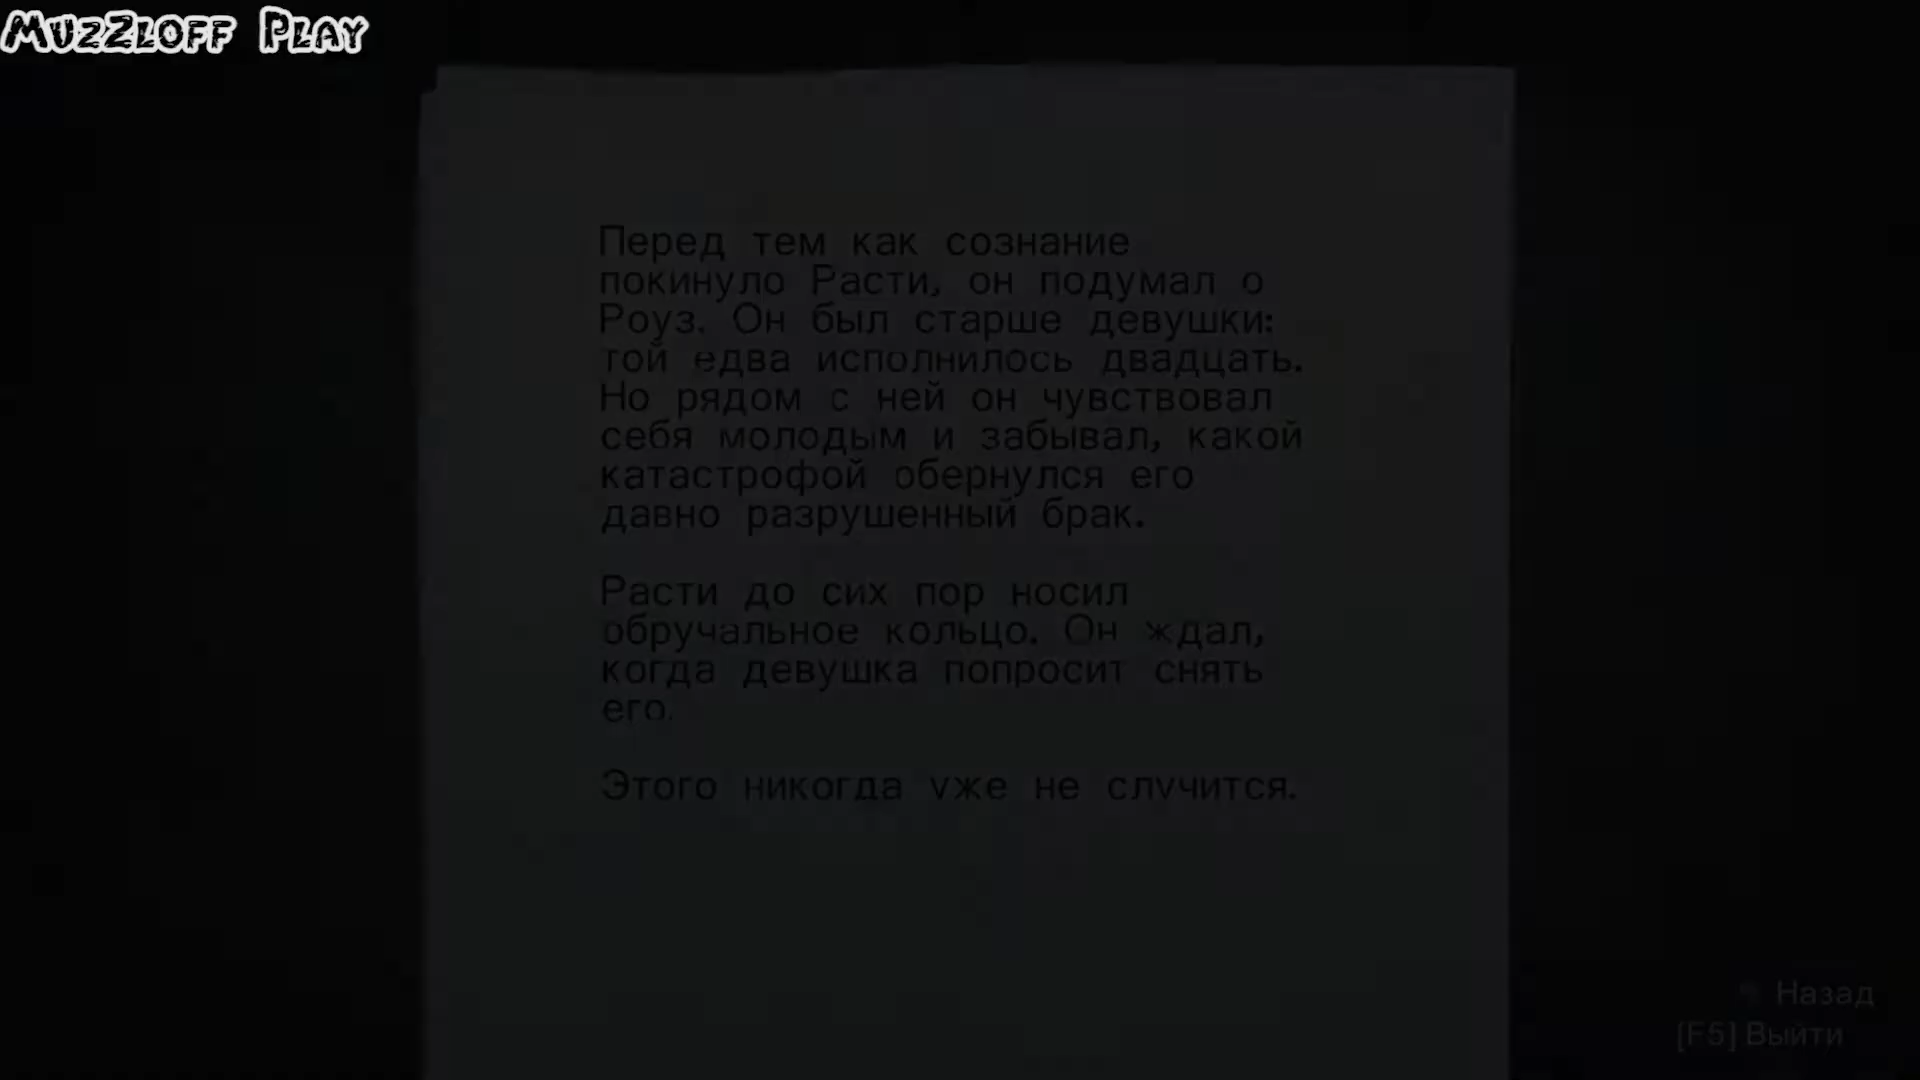 MuzZloff Play
Перед тем как сознание
покинуло Расти, он подумал о
Роуз. Он был старше девушки:
той едва исполнилось двадцать.
Но рядом с ней он чувствовал
себя молодым и забывал, какой
катастрофой обернулся его
давно разрушенный брак.
Расти до сих пор носил
обручальное кольцо. Он ждал,
когда девушка попросит снять
его.
Этого никогда уже не случится.
Назад
[F5] Выйти